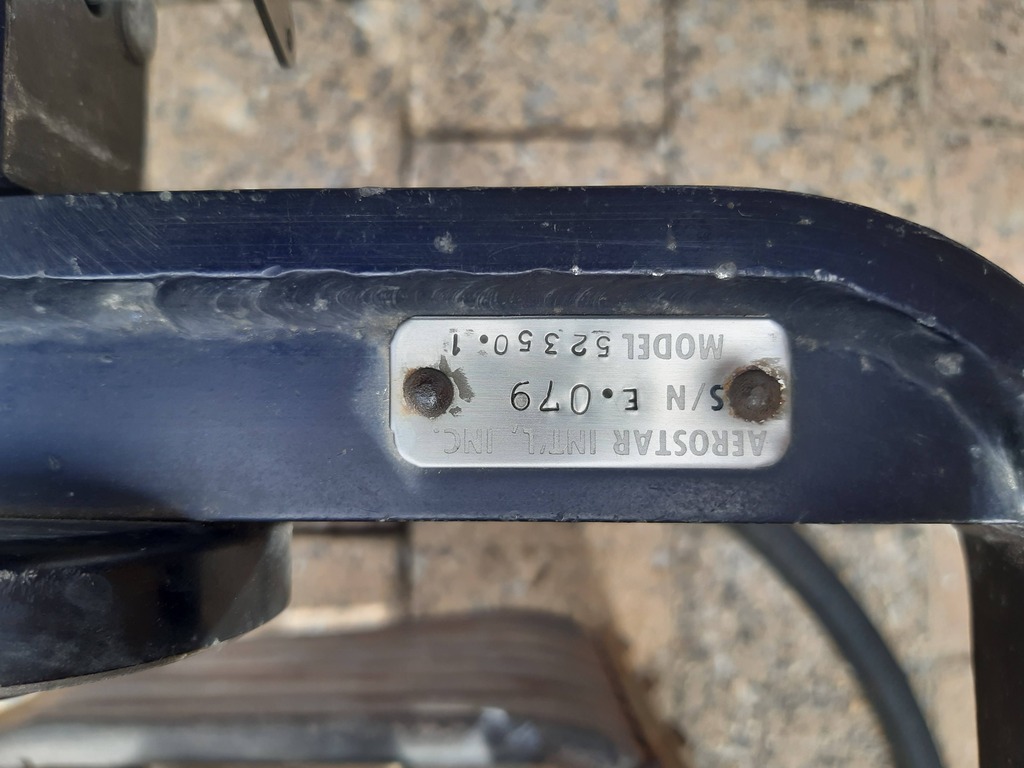 AEROSTAR INT'L, INC.
S/N E.079
MODEL 52350.1